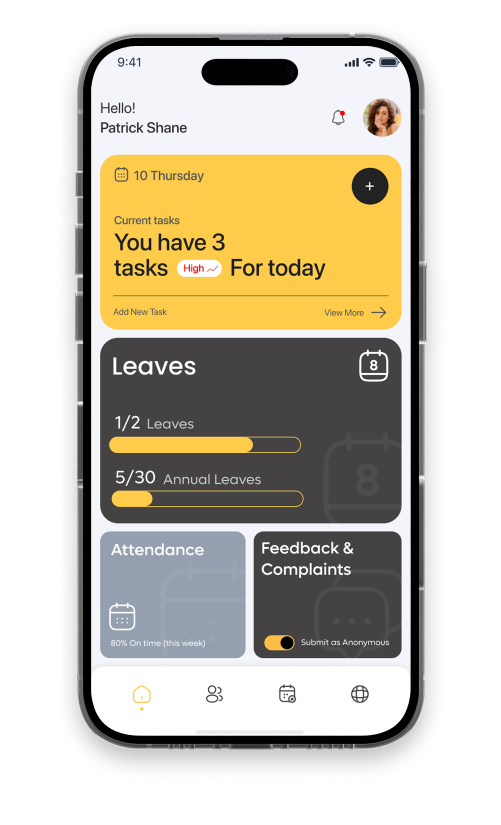 9:41
Hello!
Patrick Shane
10 Thursday
+
Current tasks
You have 3
tasks High For today
Add New Task View More
Leaves
8
1/2 Leaves
8
5/30 Annual Leaves
Attendance
80% On time (this week)
Feedback &
Complaints
Submit as Anonymous